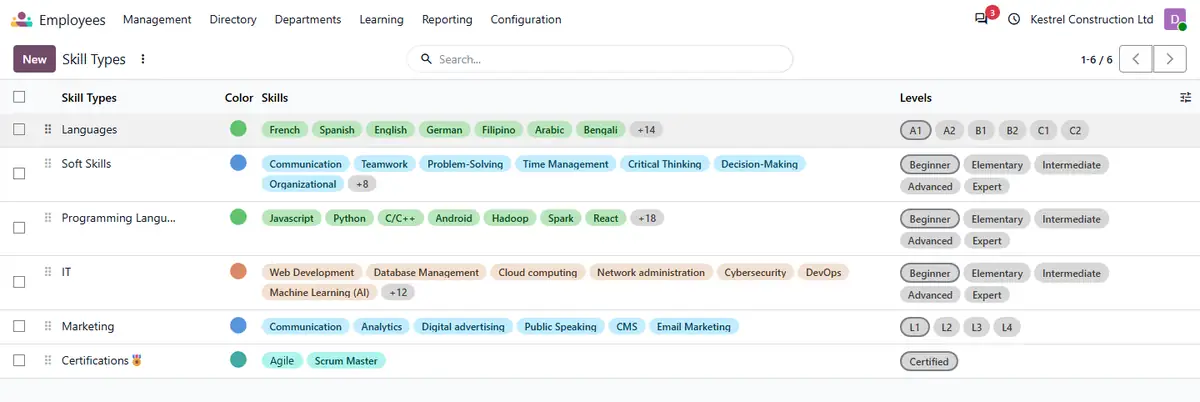 Employees Management Directory Departments Learning Reporting Configuration 3 Kestrel Construction Ltd D
New Skill Types Search... 1-6 / 6
Skill Types Color Skills Levels
Languages French Spanish English German Filipino Arabic Bengali +14 A1 A2 B1 B2 C1 C2
Soft Skills Communication Teamwork Problem-Solving Time Management Critical Thinking Decision-Making Beginner Elementary Intermediate
Organizational +8 Advanced Expert
Programming Langu... Javascript Python C/C++ Android Hadoop Spark React +18 Beginner Elementary Intermediate
Advanced Expert
IT Web Development Database Management Cloud computing Network administration Cybersecurity DevOps Beginner Elementary Intermediate
Machine Learning (AI) +12 Advanced Expert
Marketing Communication Analytics Digital advertising Public Speaking CMS Email Marketing L1 L2 L3 L4
Certifications Agile Scrum Master Certified